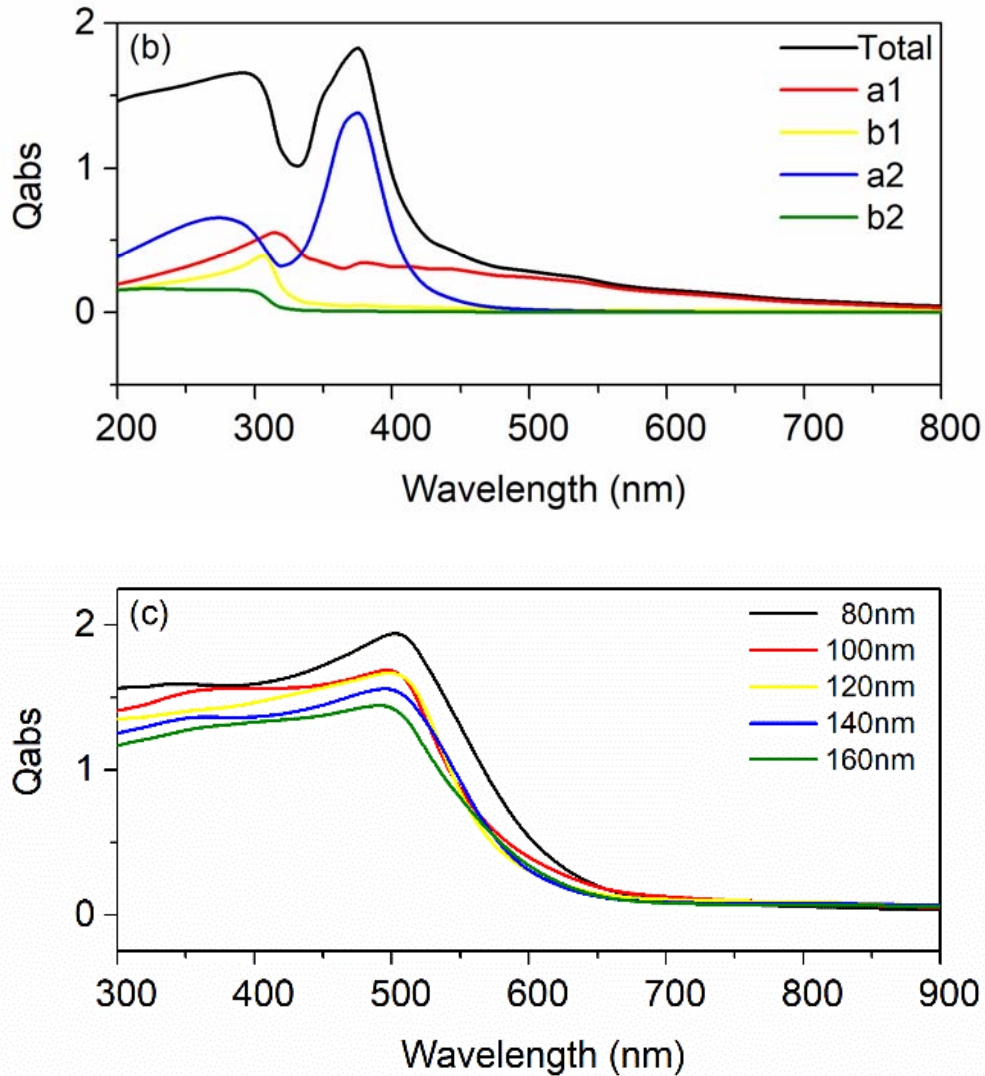 (b)
2
1
0
Qabs
Total
a1
b1
a2
b2
200 300 400 500 600 700 800
Wavelength (nm)
(c)
2
1
0
Qabs
80nm
100nm
120nm
140nm
160nm
300 400 500 600 700 800 900
Wavelength (nm)